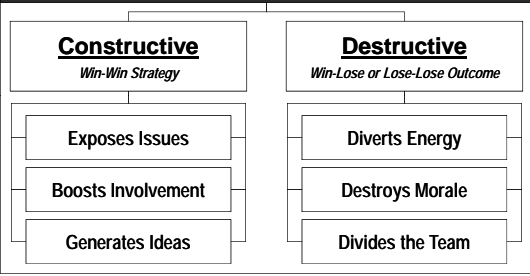 Constructive
Win-Win Strategy
Exposes Issues
Boosts Involvement
Generates Ideas
Destructive
Win-Lose or Lose-Lose Outcome
Diverts Energy
Destroys Morale
Divides the Team